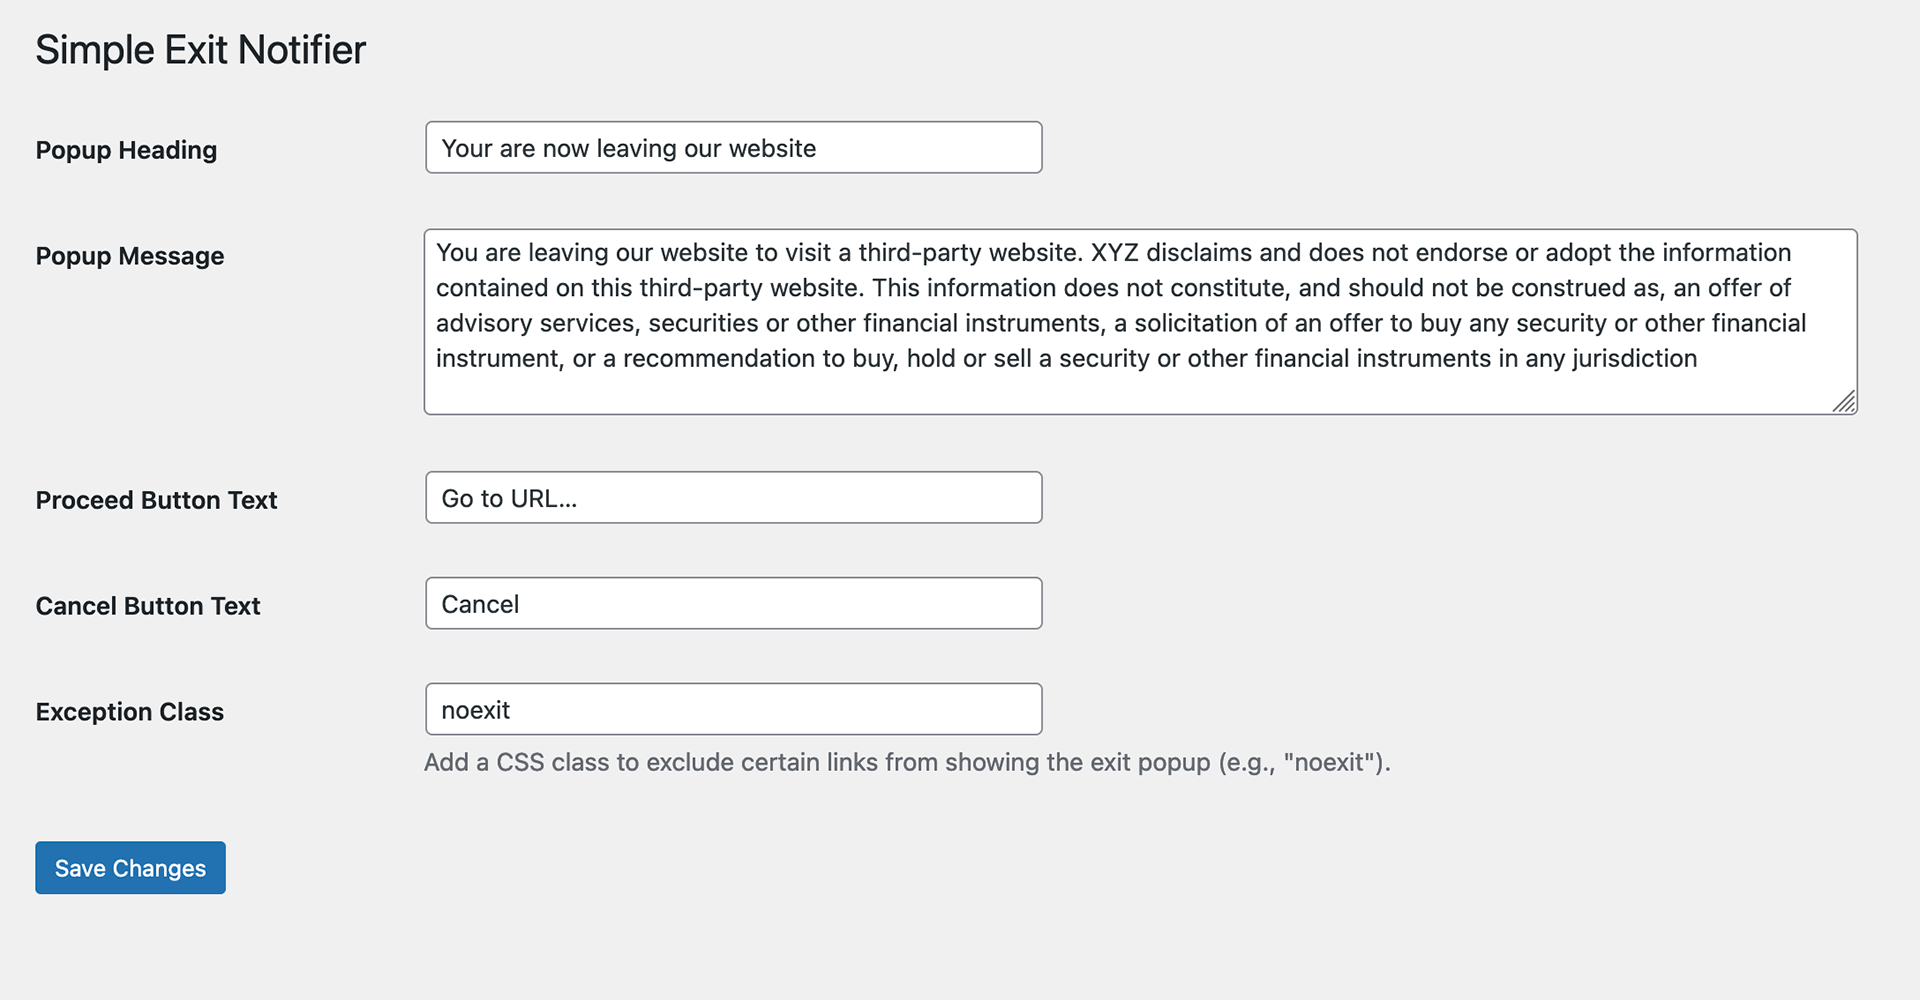 Simple Exit Notifier
Popup Heading
Your are now leaving our website
Popup Message
You are leaving our website to visit a third-party website. XYZ disclaims and does not endorse or adopt the information
contained on this third-party website. This information does not constitute, and should not be construed as, an offer of
advisory services, securities or other financial instruments, a solicitation of an offer to buy any security or other financial
instrument, or a recommendation to buy, hold or sell a security or other financial instruments in any jurisdiction
Proceed Button Text
Go to URL...
Cancel Button Text
Cancel
Exception Class
noexit
Add a CSS class to exclude certain links from showing the exit popup (e.g., "noexit").
Save Changes